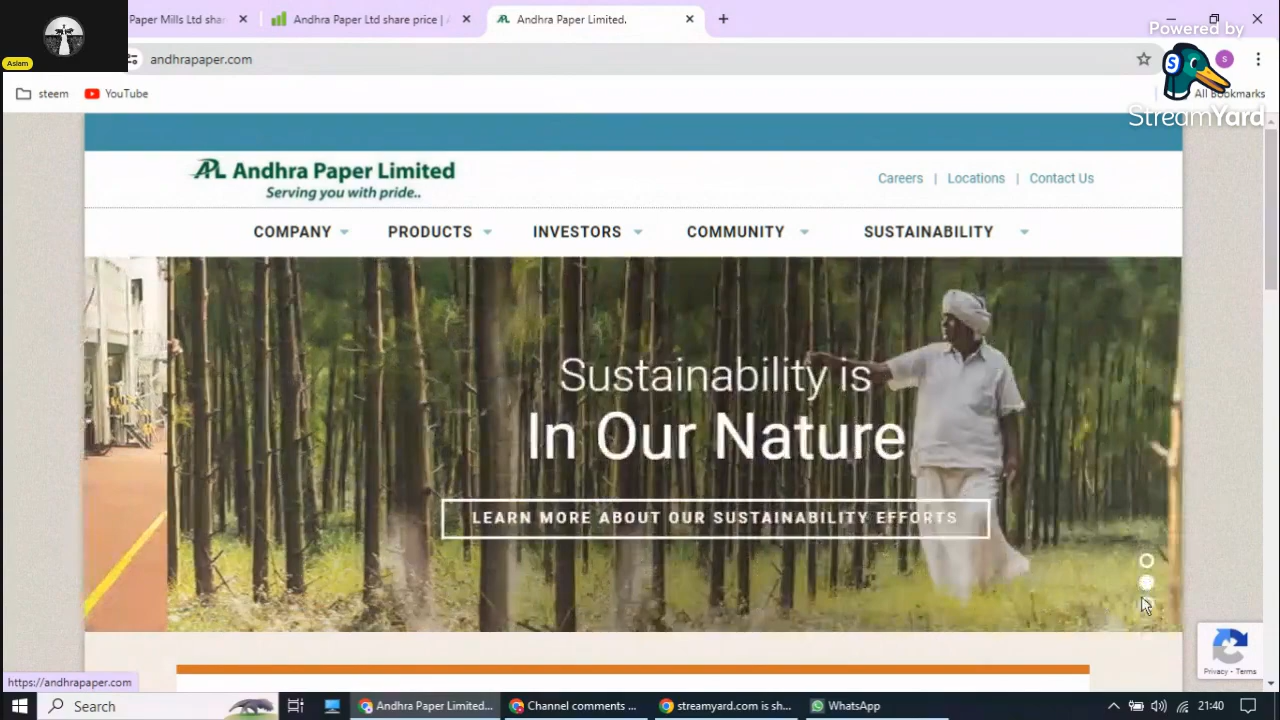 Paper Mills Ltd shar
Andhra Paper Ltd share price |
Andhra Paper Limited.
Powered by
StreamYard
Aslam
andhrapaper.com
S
steem
YouTube
All Bookmarks
APL Andhra Paper Limited
Serving you with pride..
Careers | Locations | Contact Us
COMPANY
PRODUCTS
INVESTORS
COMMUNITY
SUSTAINABILITY
Sustainability is
In Our Nature
LEARN MORE ABOUT OUR SUSTAINABILITY EFFORTS
Privacy - Terms
https://andhrapaper.com
Search
Andhra Paper Limited...
Channel comments ...
streamyard.com is sh...
WhatsApp
21:40